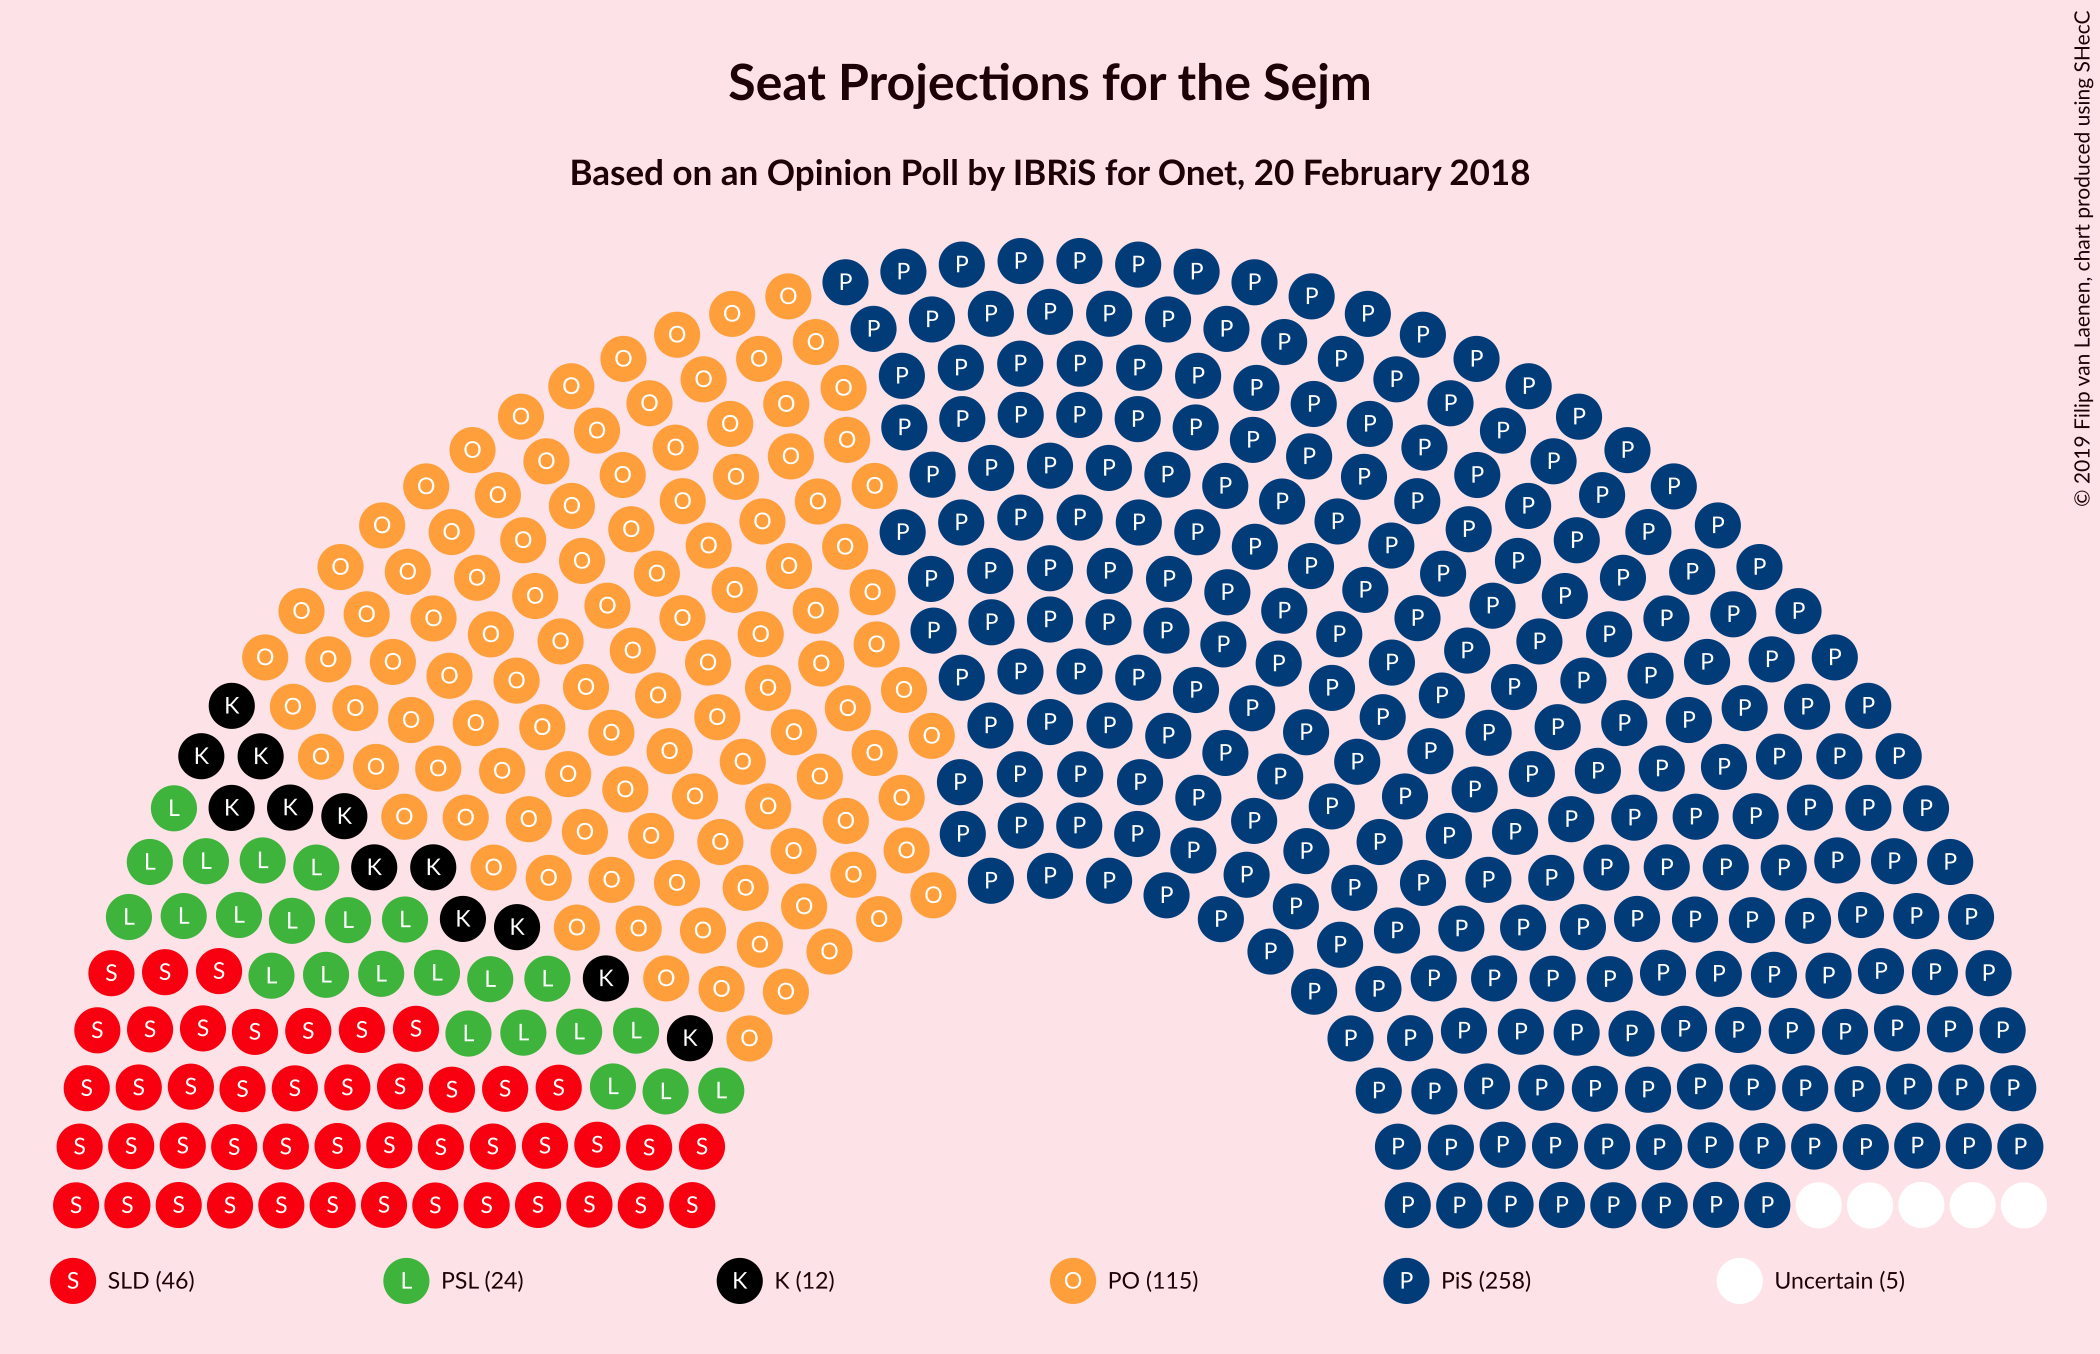 Seat Projections for the Sejm
Based on an Opinion Poll by IBRiS for Onet, 20 February 2018
© 2019 Filip van Laenen, chart produced using SHecC
S SLD (46)
L PSL (24)
K K (12)
O PO (115)
P PiS (258)
Uncertain (5)